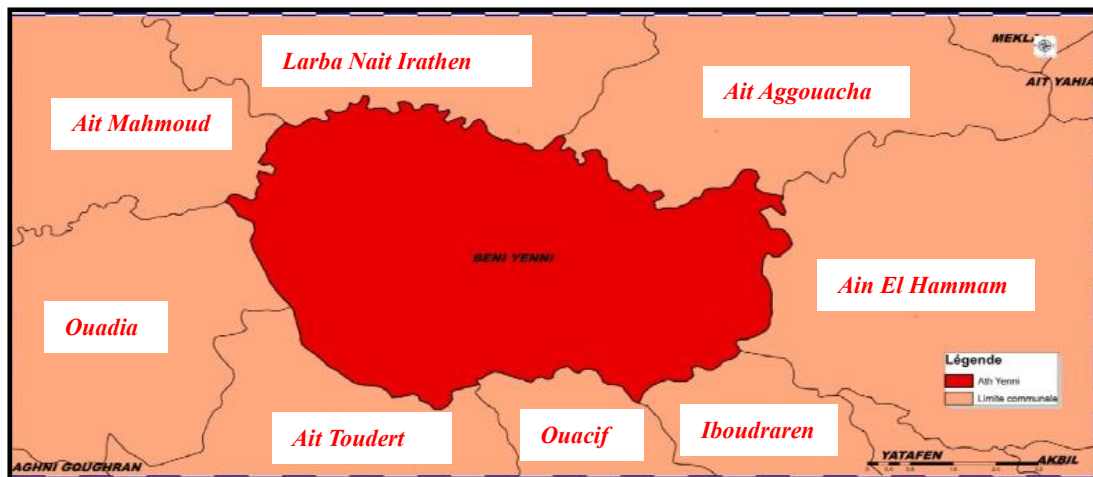 Larba Nait Irathen
MEKLA
AIT YAHIA
Ait Aggouacha
Ait Mahmoud
BENI YENNI
Ain El Hammam
Ouadia
Légende
Ath Yenni
Limite communale
Ait Toudert
Ouacif
Iboudraren
YATAFEN
AKBIL
AGHNI GOUGHRAN